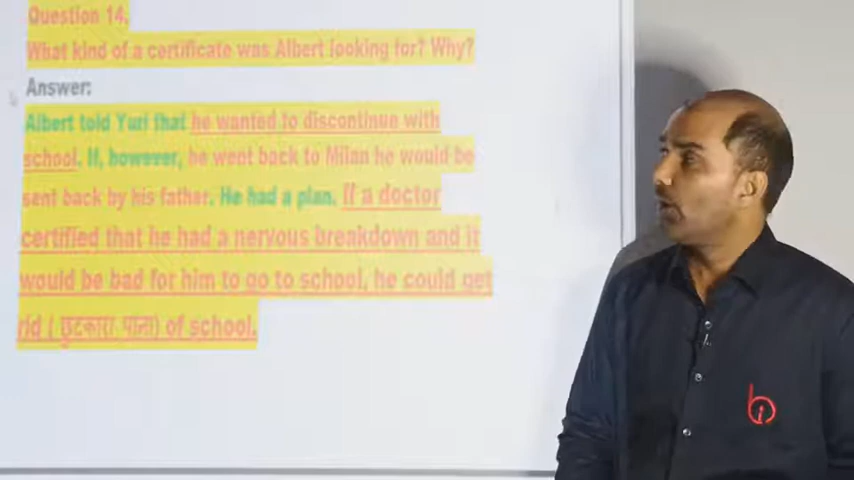 Question 14.
What kind of a certificate was Albert looking for? Why?
Answer:
Albert told Yuri that he wanted to discontinue with
school. If, however, he went back to Milan he would be
sent back by his father. He had a plan. If a doctor
certified that he had a nervous breakdown and it
would be bad for him to go to school, he could get
rid ( छुटकारा पाना) of school.